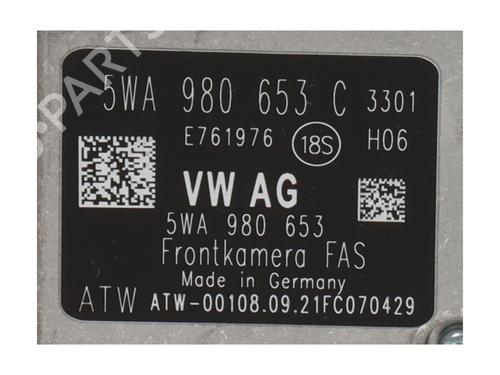 5WA 980 653 C 3301
E761976 18S H06
VW AG
5WA 980 653
Frontkamera FAS
Made in Germany
ATW ATW-00108.09.21FC070429